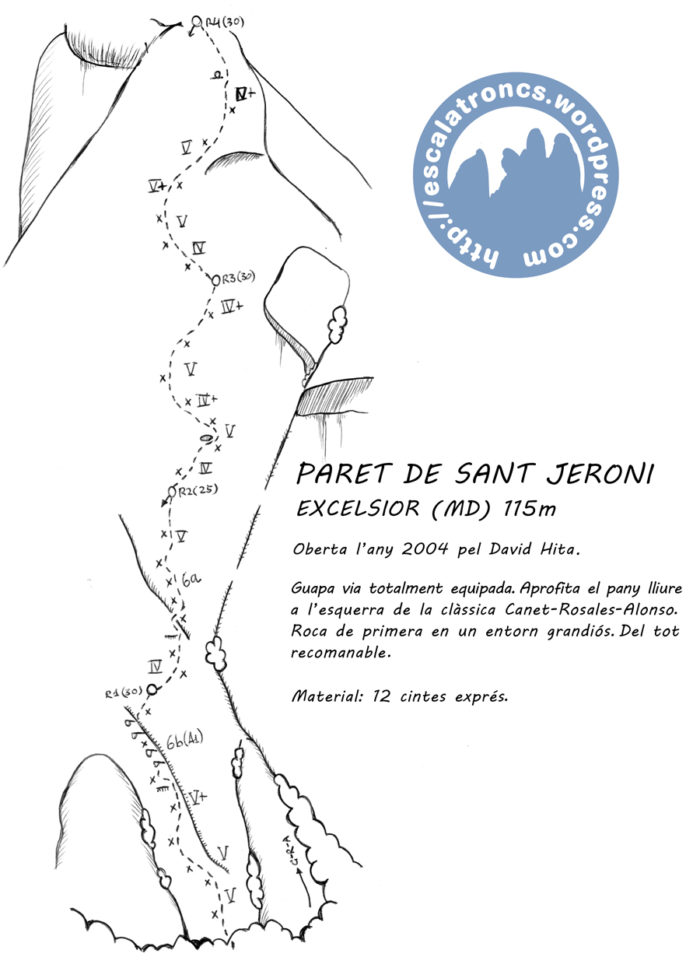 R4(30)
IV+
V
V+
V
IV
R3(30)
IV+
V
IV+
V
IV
R2(25)
V
6a
IV
R1(30)
6b(A1)
V+
V
V
C-R-A
http://escalatroncs.wordpress.com
PARET DE SANT JERONI
EXCELSIOR (MD) 115m
Oberta l'any 2004 pel David Hita.
Guapa via totalment equipada. Aprofita el pany lliure
a l'esquerra de la clàssica Canet-Rosales-Alonso.
Roca de primera en un entorn grandiós. Del tot
recomanable.
Material: 12 cintes exprés.